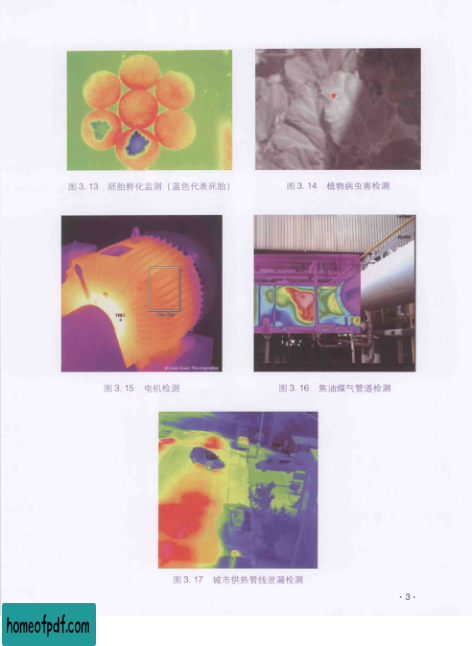 图3.13 胚胎孵化监测（蓝色代表死胎）
图3.14 植物病虫害检测
图3.15 电机检测
图3.16 焦油煤气管道检测
图3.17 城市供热管线泄漏检测
·3·
homeofpdf.com